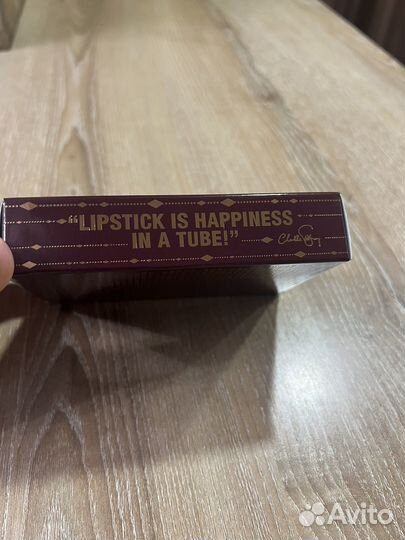 “LIPSTICK IS HAPPINESS
IN A TUBE!”
Avito